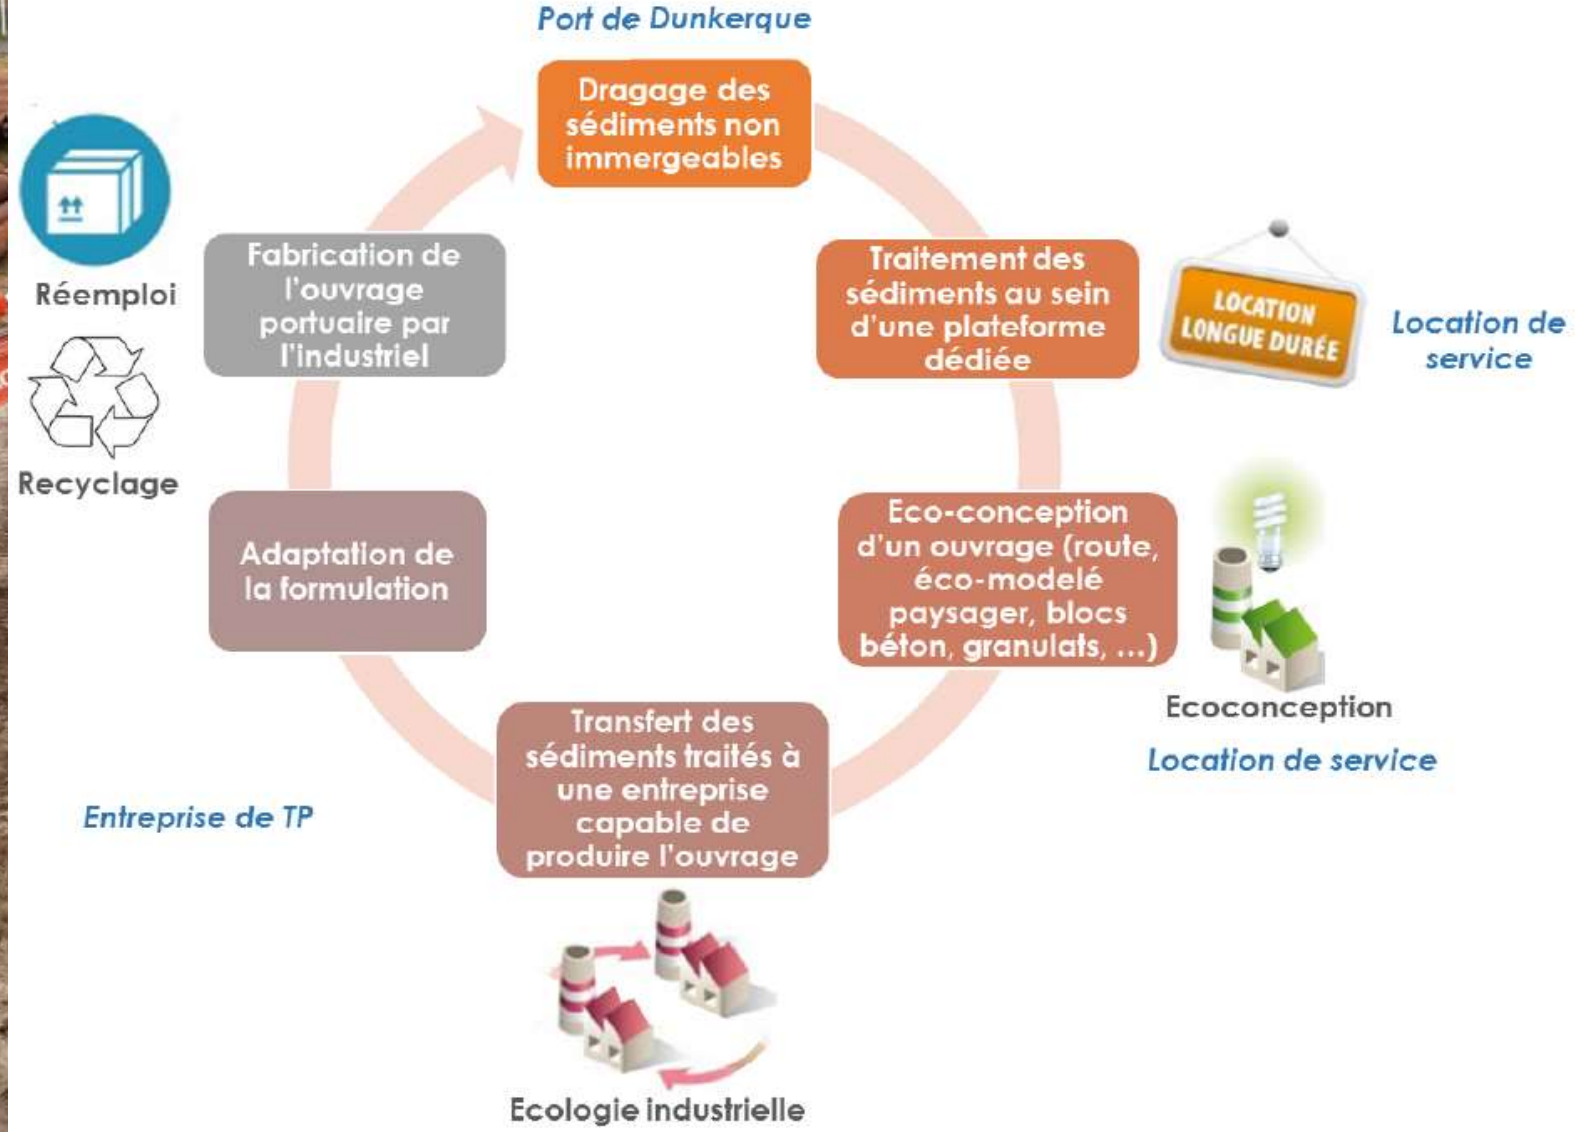 Port de Dunkerque
Dragage des
sédiments non
immergeables
Traitement des
sédiments au sein
d'une plateforme
dédiée
LOCATION
LONGUE DURÉE
Location de
service
Eco-conception
d'un ouvrage (route,
éco-modelé
paysager, blocs
béton, granulats, ...)
Ecoconception
Location de service
Transfert des
sédiments traités à
une entreprise
capable de
produire l'ouvrage
Ecologie industrielle
Entreprise de TP
Adaptation de
la formulation
Fabrication de
l'ouvrage
portuaire par
l'industriel
Réemploi
Recyclage